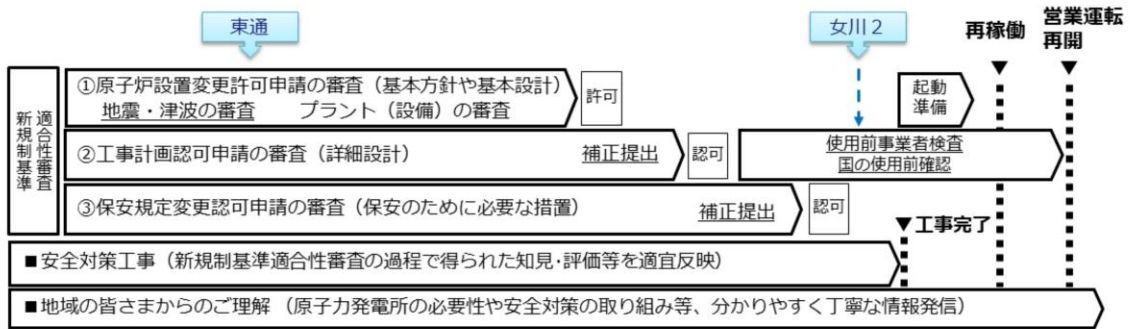 東通
女川2
再稼働
営業運転
再開
新規制基準
適合性審査
①原子炉設置変更許可申請の審査（基本方針や基本設計）
地震・津波の審査　プラント（設備）の審査
許可
起動
準備
②工事計画認可申請の審査（詳細設計）　補正提出
認可
使用前事業者検査
国の使用前確認
③保安規定変更認可申請の審査（保安のために必要な措置）　補正提出
認可
▼工事完了
■安全対策工事（新規制基準適合性審査の過程で得られた知見･評価等を適宜反映）
■地域の皆さまからのご理解（原子力発電所の必要性や安全対策の取り組み等、分かりやすく丁寧な情報発信）